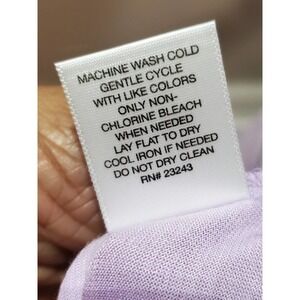 MACHINE WASH COLD
GENTLE CYCLE
WITH LIKE COLORS
ONLY NON-
CHLORINE BLEACH
WHEN NEEDED
LAY FLAT TO DRY
COOL IRON IF NEEDED
DO NOT DRY CLEAN
RN# 23243